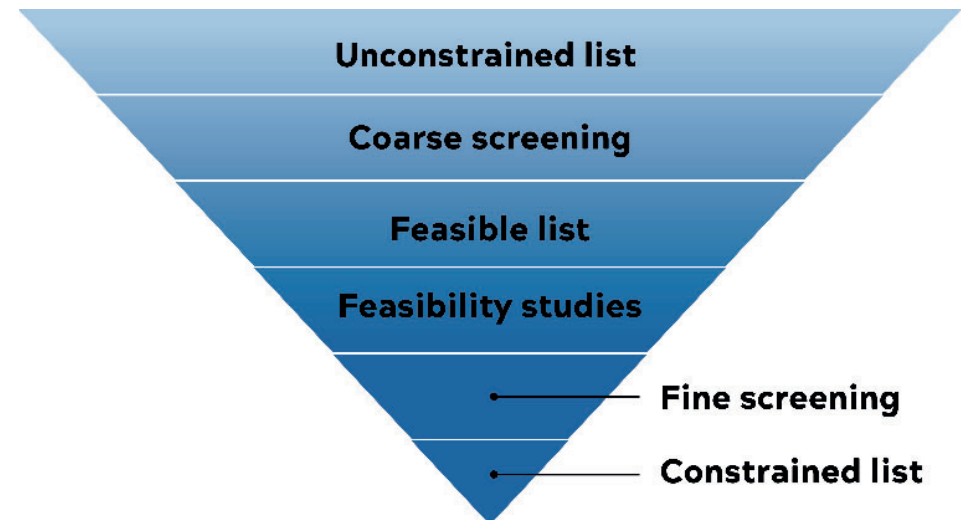 Unconstrained list
Coarse screening
Feasible list
Feasibility studies
Fine screening
Constrained list